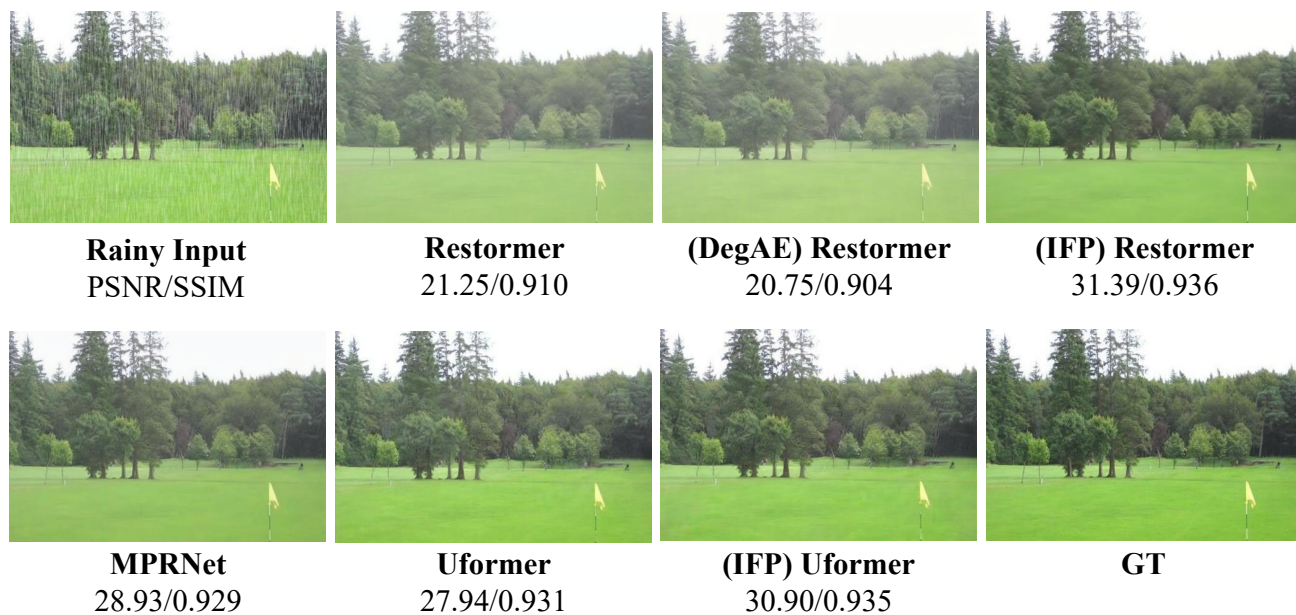 Rainy Input
PSNR/SSIM
Restormer
21.25/0.910
(DegAE) Restormer
20.75/0.904
(IFP) Restormer
31.39/0.936
MPRNet
28.93/0.929
Uformer
27.94/0.931
(IFP) Uformer
30.90/0.935
GT